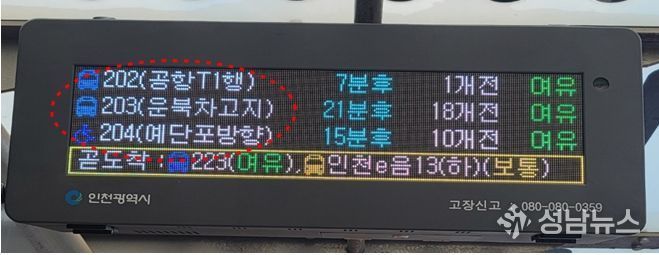 202(공항T1행) 7분후 1개전 여유
203(운북차고지) 21분후 18개전 여유
204(예단포방향) 15분후 10개전 여유
곧도착 : 223(여유), 인천e음13(하)(보통)
인천광역시 고장신고 080-080-0359
성남뉴스